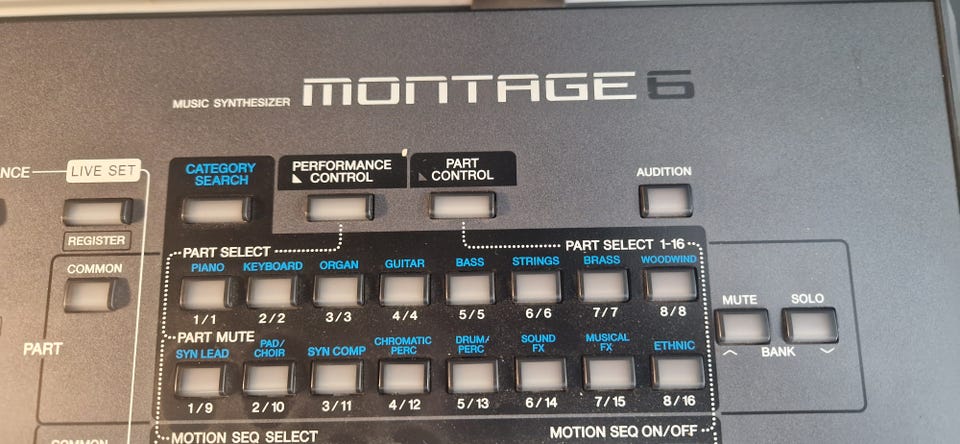 MUSIC SYNTHESIZER MONTAGE 6
NCE
LIVE SET
CATEGORY
SEARCH
PERFORMANCE
CONTROL
PART
CONTROL
AUDITION
REGISTER
PART SELECT
PART SELECT 1-16
COMMON
PIANO KEYBOARD ORGAN GUITAR BASS STRINGS BRASS WOODWIND
1/1 2/2 3/3 4/4 5/5 6/6 7/7 8/8
MUTE SOLO
BANK
PART
PART MUTE
SYN LEAD
PAD/
CHOIR
SYN COMP
CHROMATIC
PERC
DRUM/
PERC
SOUND
FX
MUSICAL
FX
ETHNIC
1/9 2/10 3/11 4/12 5/13 6/14 7/15 8/16
COMMON
MOTION SEQ SELECT
MOTION SEQ ON/OFF